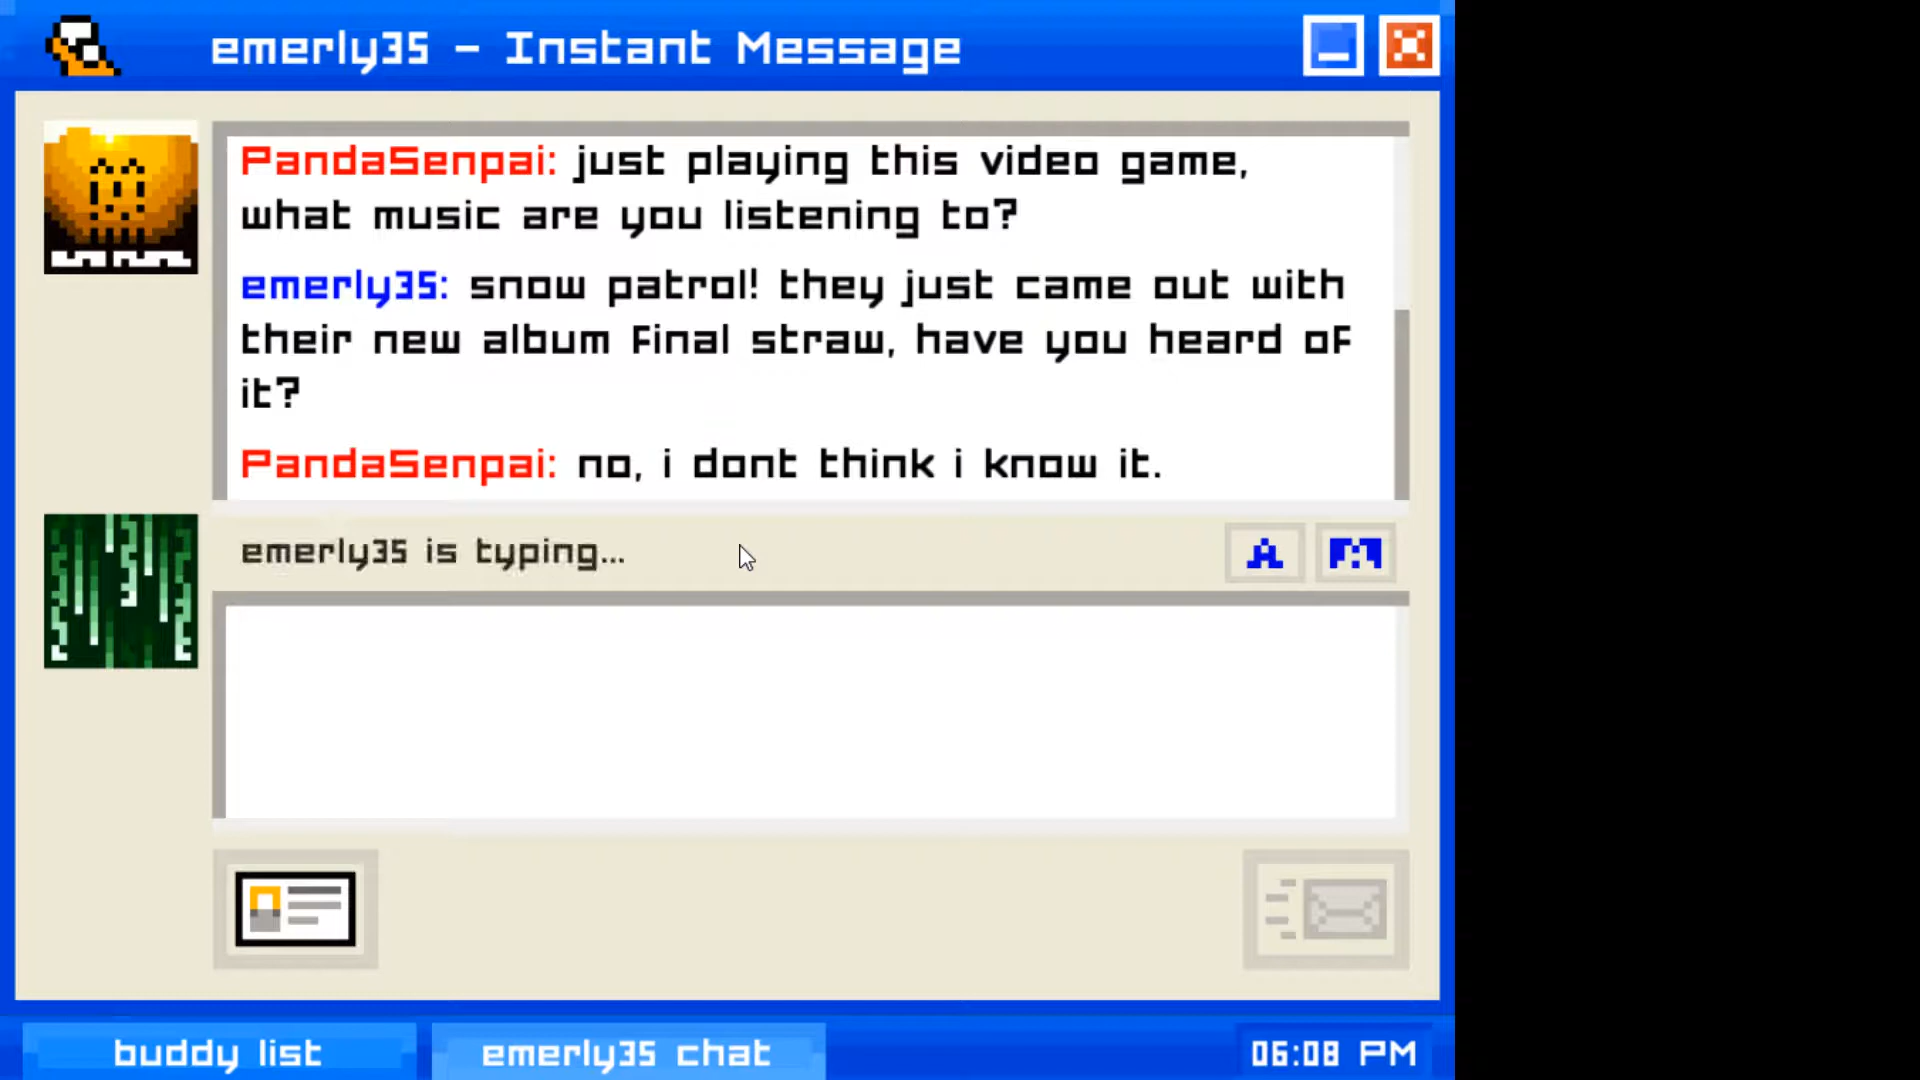 emerly35 - Instant Message
PandaSenpai: just playing this video game,
what music are you listening to?
emerly35: snow patrol! they just came out with
their new album final straw, have you heard of
it?
PandaSenpai: no, i dont think i know it.
emerly35 is typing...
A
buddy list
emerly35 chat
06:08 PM